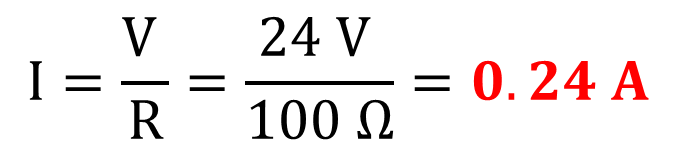 I = V/R = 24 V/100 Ω = 0.24 A